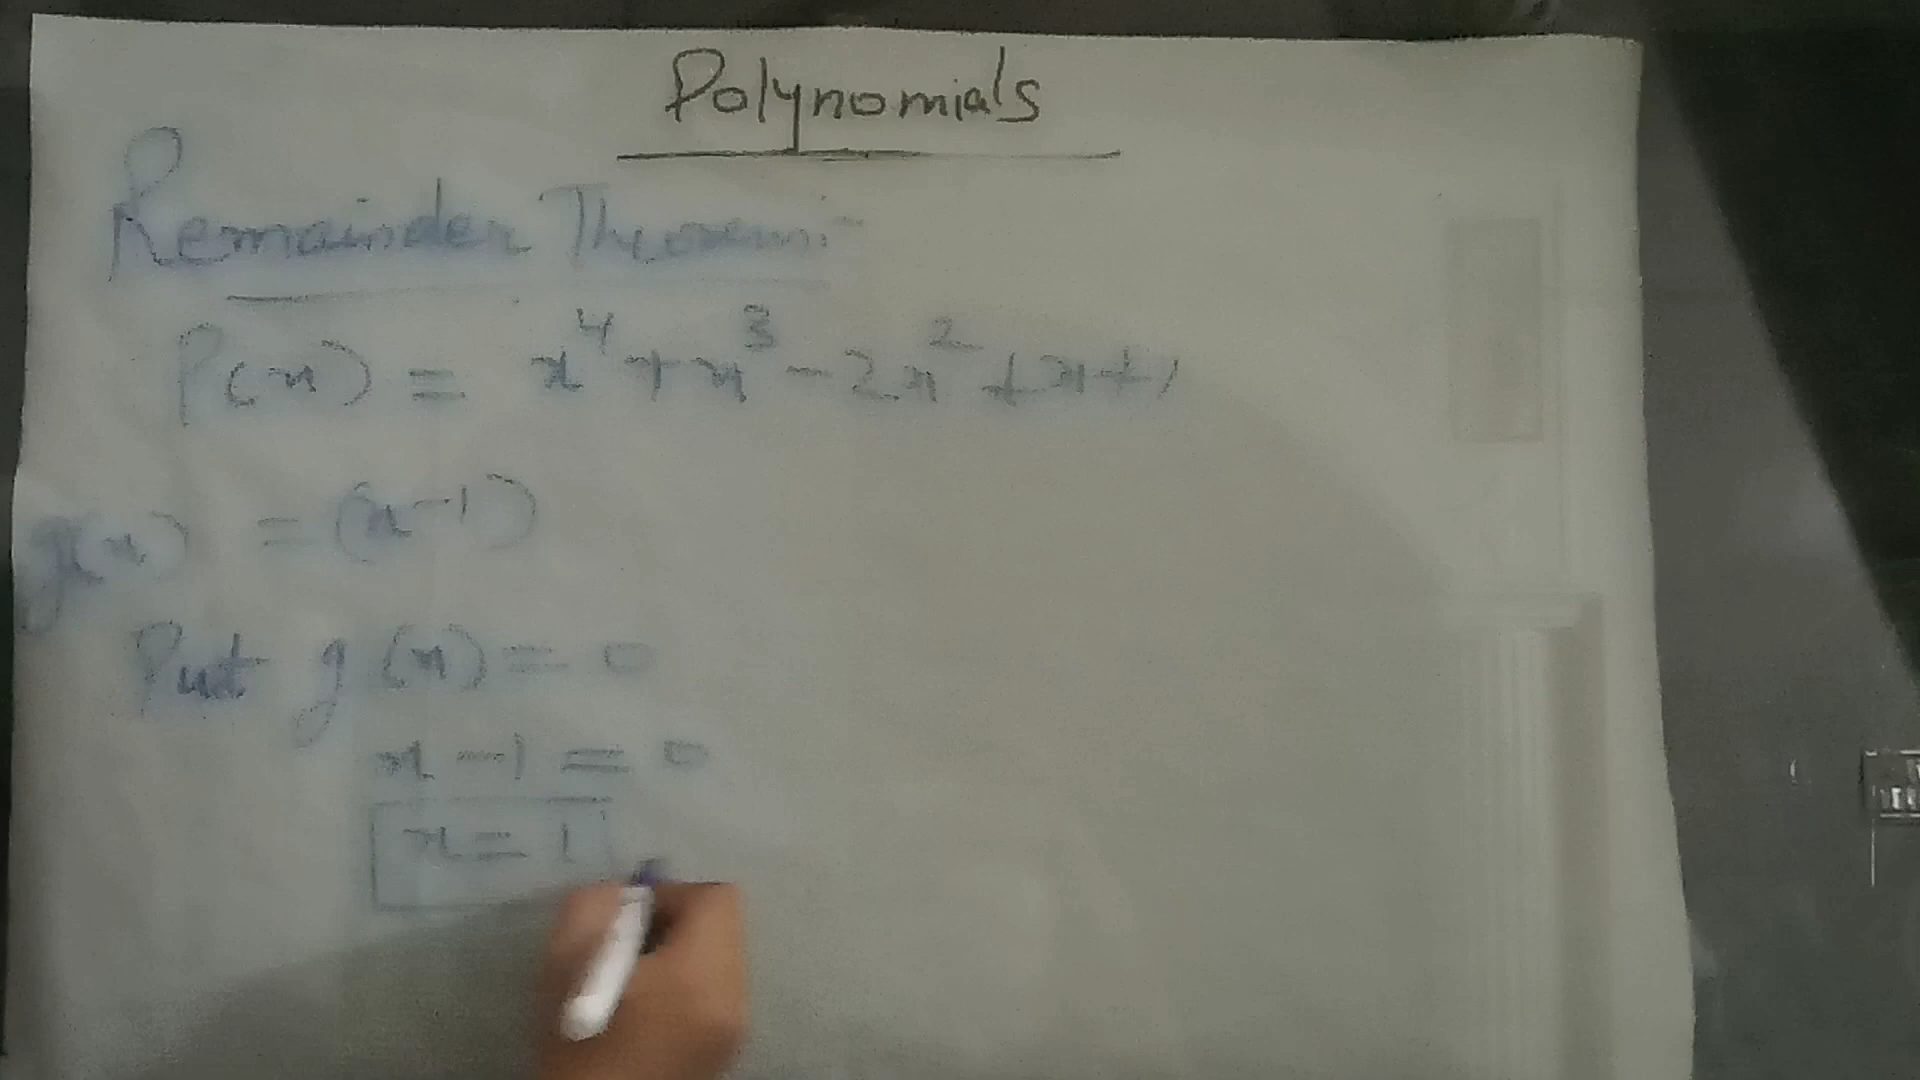 Polynomials
Remainder Theorem:-
P(x) = x⁴+x³-2x²+x+1
g(x) = (x-1)
Put g(x) = 0
x-1 = 0
x = 1